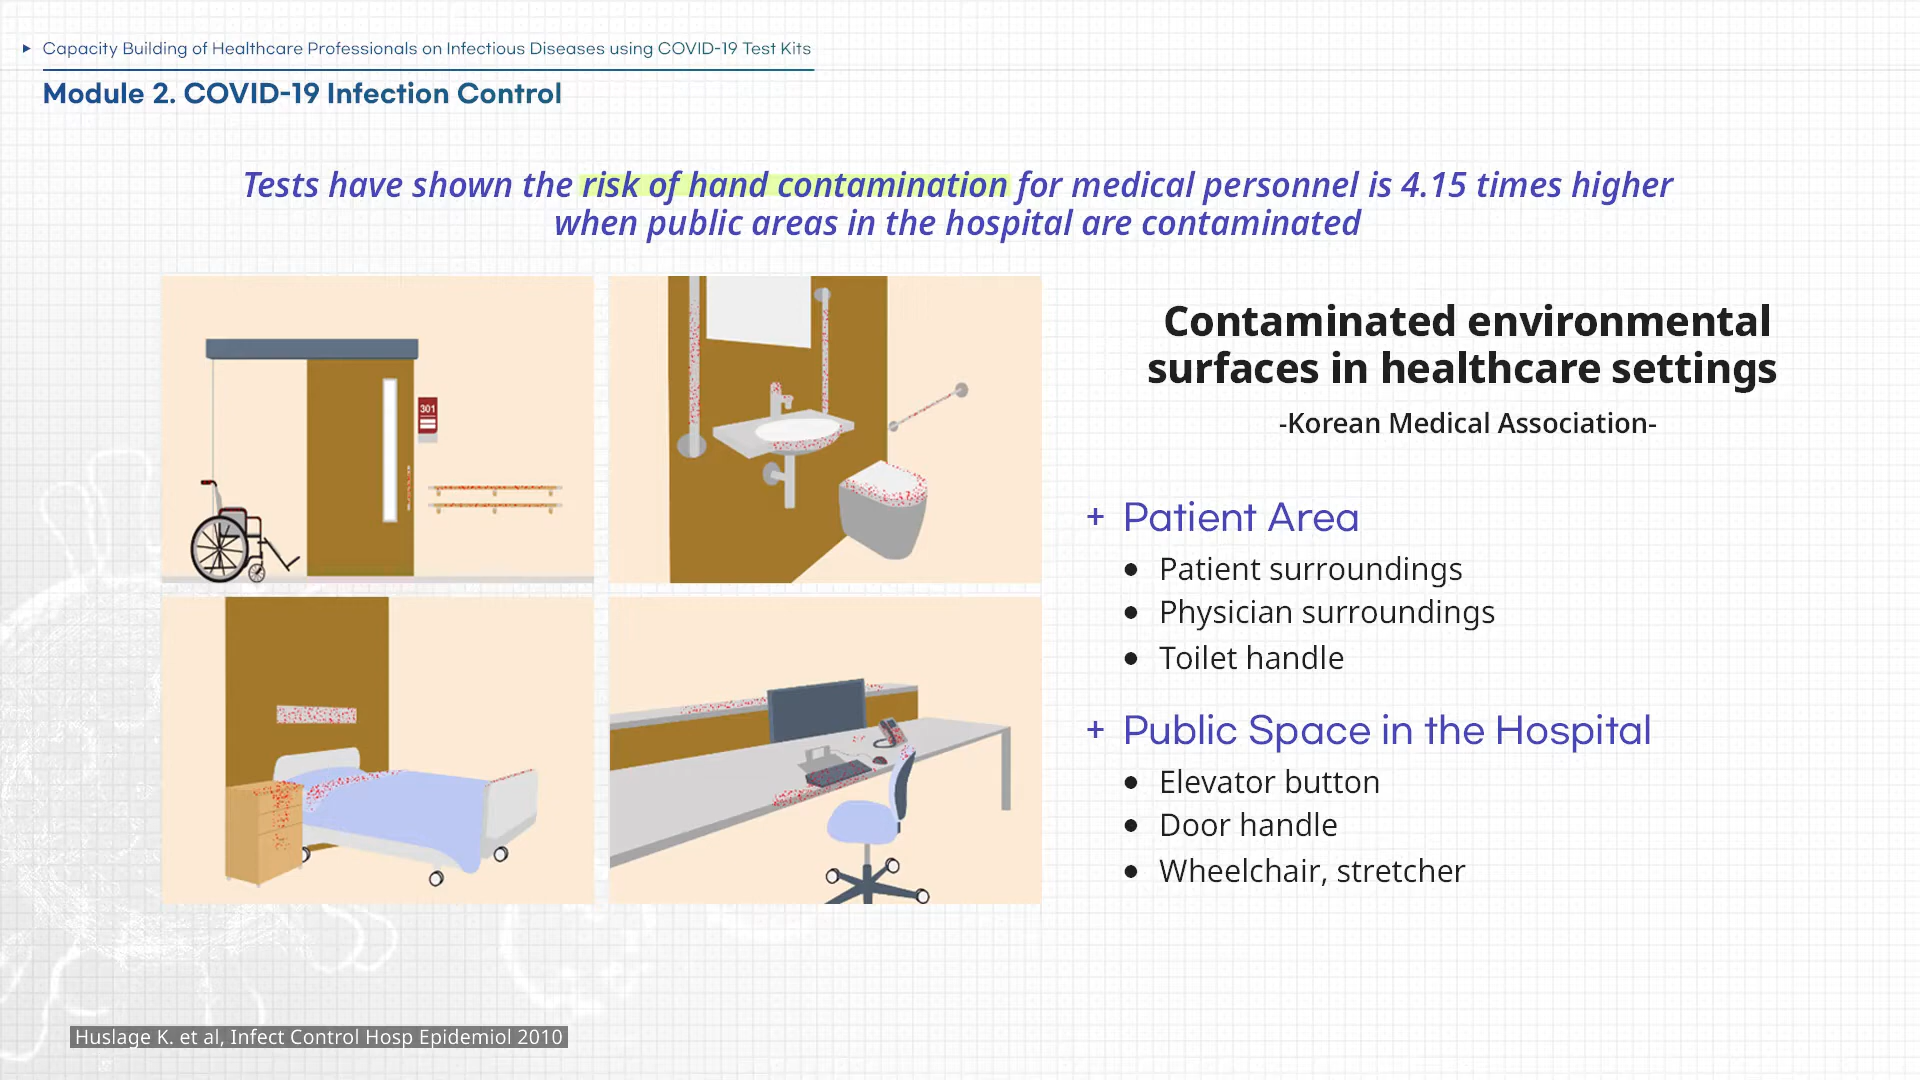 Capacity Building of Healthcare Professionals on Infectious Diseases using COVID-19 Test Kits
Module 2. COVID-19 Infection Control
Tests have shown the risk of hand contamination for medical personnel is 4.15 times higher
when public areas in the hospital are contaminated
301
Contaminated environmental
surfaces in healthcare settings
-Korean Medical Association-
+ Patient Area
• Patient surroundings
• Physician surroundings
• Toilet handle
+ Public Space in the Hospital
• Elevator button
• Door handle
• Wheelchair, stretcher
Huslage K. et al, Infect Control Hosp Epidemiol 2010